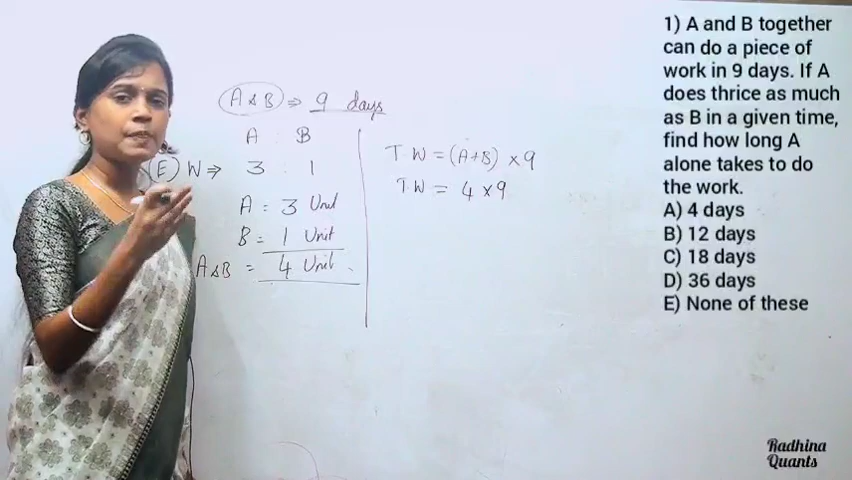 A & B ⇒ 9 days
A : B
(E) W ⇒ 3 : 1
A = 3 Unit
B = 1 Unit
A & B = 4 Unit
T.W = (A+B) × 9
T.W = 4 × 9
1) A and B together
can do a piece of
work in 9 days. If A
does thrice as much
as B in a given time,
find how long A
alone takes to do
the work.
A) 4 days
B) 12 days
C) 18 days
D) 36 days
E) None of these
Radhina
Quants